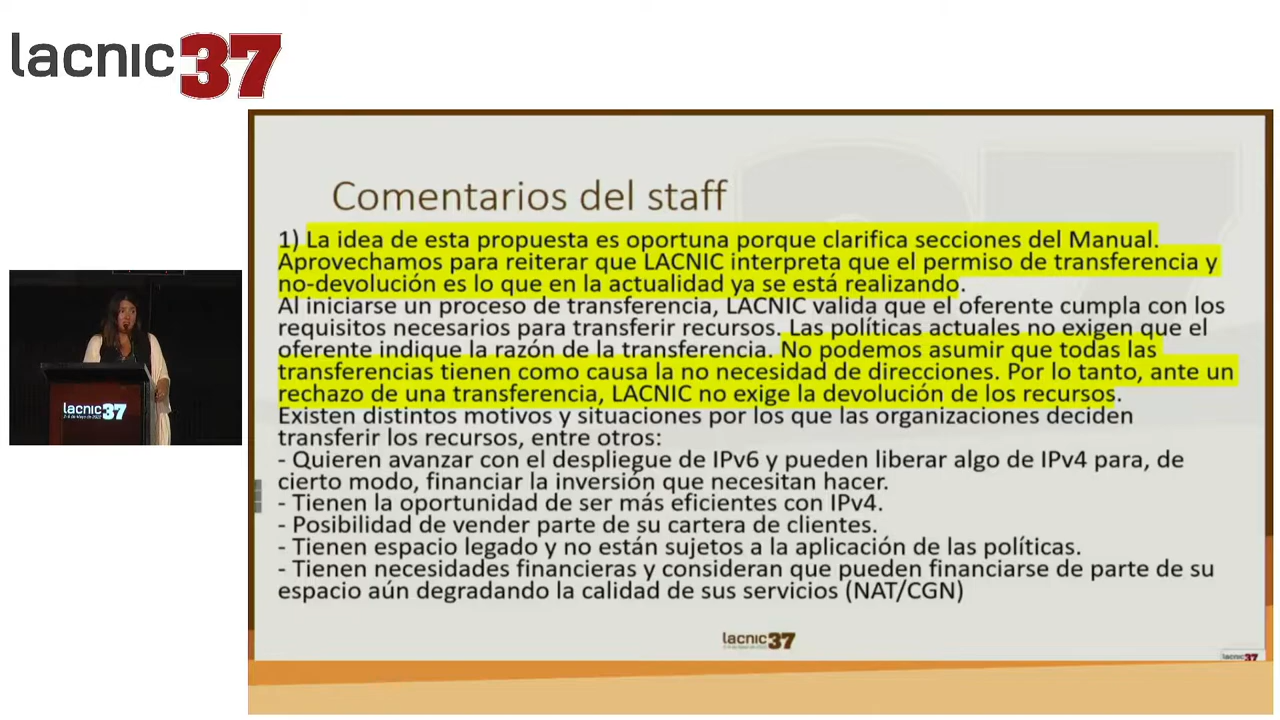 lacnic 37
Comentarios del staff
1) La idea de esta propuesta es oportuna porque clarifica secciones del Manual.
Aprovechamos para reiterar que LACNIC interpreta que el permiso de transferencia y
no-devolución es lo que en la actualidad ya se está realizando.
Al iniciarse un proceso de transferencia, LACNIC valida que el oferente cumpla con los
requisitos necesarios para transferir recursos. Las políticas actuales no exigen que el
oferente indique la razón de la transferencia. No podemos asumir que todas las
transferencias tienen como causa la no necesidad de direcciones. Por lo tanto, ante un
rechazo de una transferencia, LACNIC no exige la devolución de los recursos.
Existen distintos motivos y situaciones por los que las organizaciones deciden
transferir los recursos, entre otros:
- Quieren avanzar con el despliegue de IPv6 y pueden liberar algo de IPv4 para, de
cierto modo, financiar la inversión que necesitan hacer.
- Tienen la oportunidad de ser más eficientes con IPv4.
- Posibilidad de vender parte de su cartera de clientes.
- Tienen espacio legado y no están sujetos a la aplicación de las políticas.
- Tienen necesidades financieras y consideran que pueden financiarse de parte de su
espacio aún degradando la calidad de sus servicios (NAT/CGN)
lacnic 37
lacnic 37
lacnic 37